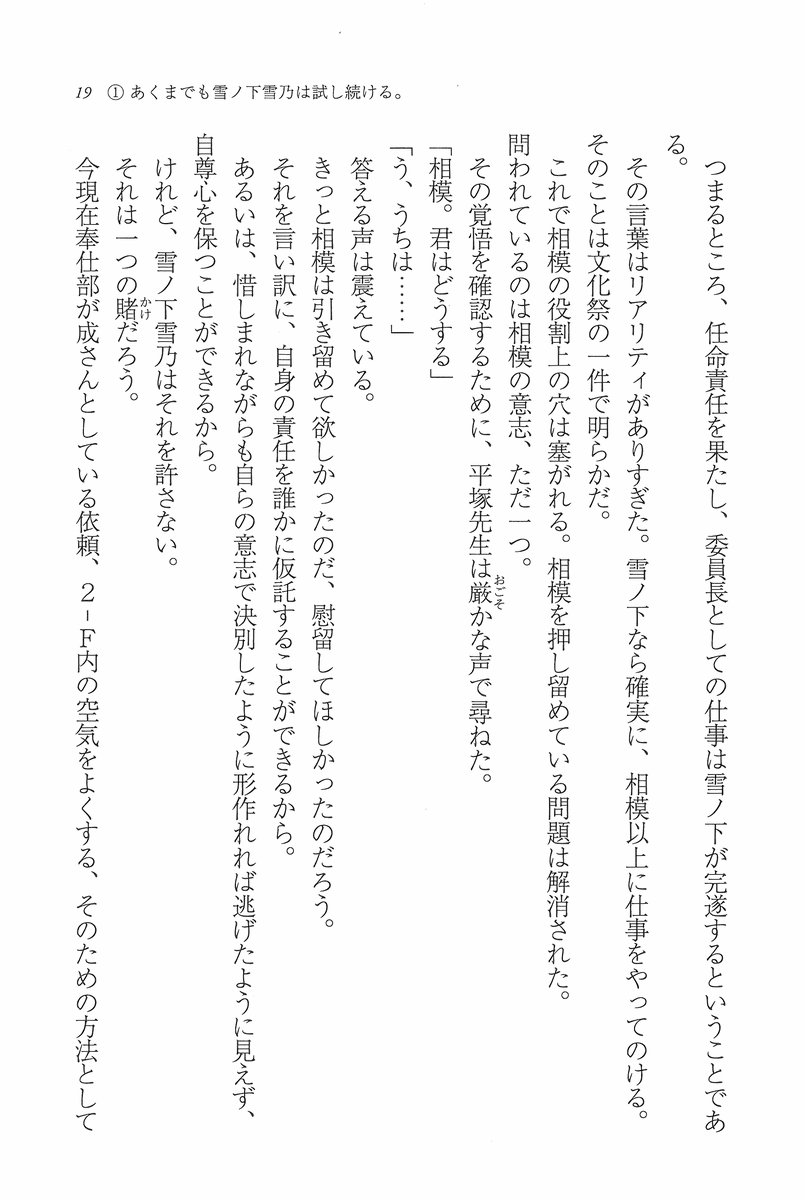 19　① あくまでも雪ノ下雪乃は試し続ける。
　つまるところ、任命責任を果たし、委員長としての仕事は雪ノ下が完遂するということであ
る。
　その言葉はリアリティがありすぎた。雪ノ下なら確実に、相模以上に仕事をやってのける。
そのことは文化祭の一件で明らかだ。
　これで相模の役割上の穴は塞がれる。相模を押し留めている問題は解消された。
問われているのは相模の意志、ただ一つ。
　その覚悟を確認するために、平塚先生は厳おごそかな声で尋ねた。
「相模。君はどうする」
「う、うちは……」
　答える声は震えている。
　きっと相模は引き留めて欲しかったのだ、慰留してほしかったのだろう。
　それを言い訳に、自身の責任を誰かに仮託することができるから。
　あるいは、惜しまれながらも自らの意志で決別したように形作れれば逃げたように見えず、
自尊心を保つことができるから。
　けれど、雪ノ下雪乃はそれを許さない。
　それは一つの賭かけだろう。
　今現在奉仕部が成さんとしている依頼、２－Ｆ内の空気をよくする、そのための方法として